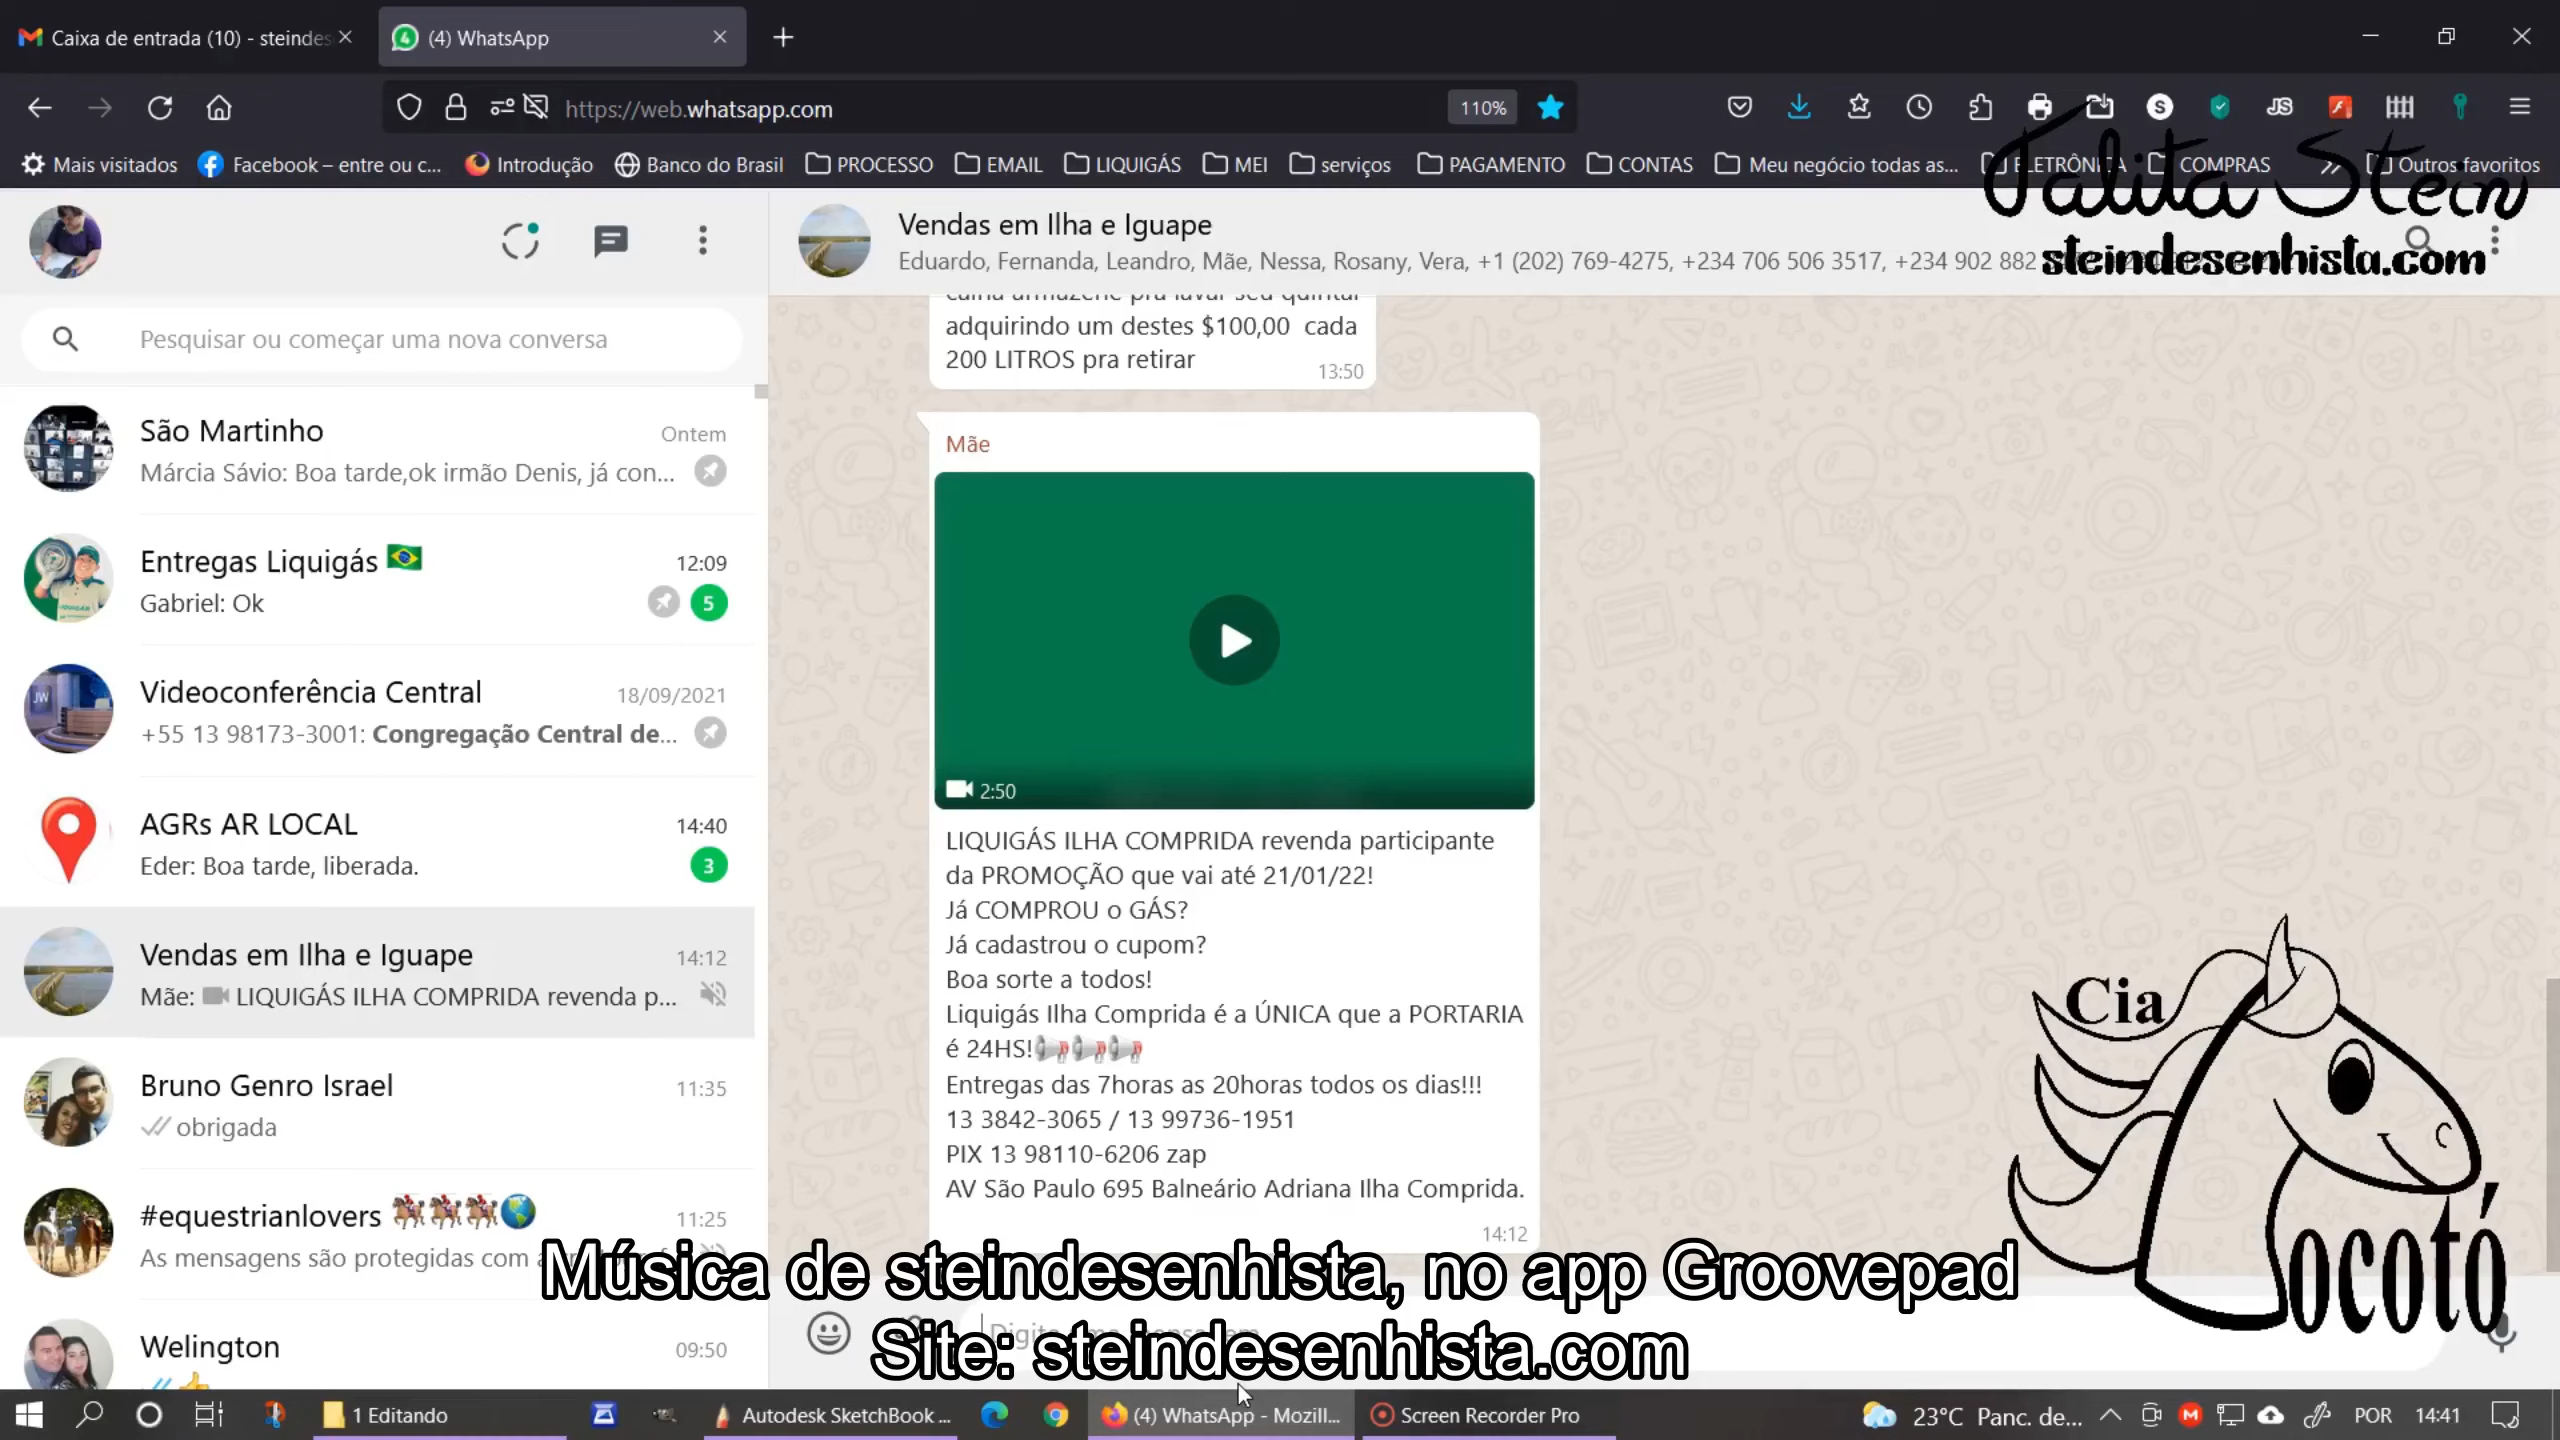 Caixa de entrada (10) - steindes
(4) WhatsApp
https://web.whatsapp.com
110%
Mais visitados
Facebook – entre ou c...
Introdução
Banco do Brasil
PROCESSO
EMAIL
LIQUIGÁS
MEI
serviços
PAGAMENTO
CONTAS
Meu negócio todas as...
ELETRÔNICA
COMPRAS
Outros favoritos
Talita Stein
steindesenhista.com
Vendas em Ilha e Iguape
Eduardo, Fernanda, Leandro, Mãe, Nessa, Rosany, Vera, +1 (202) 769-4275, +234 706 506 3517, +234 902 882
Pesquisar ou começar uma nova conversa
São Martinho
Ontem
Márcia Sávio: Boa tarde,ok irmão Denis, já con...
Entregas Liquigás 🇧🇷
12:09
Gabriel: Ok
5
Videoconferência Central
18/09/2021
+55 13 98173-3001: Congregação Central de...
JW
AGRs AR LOCAL
14:40
Eder: Boa tarde, liberada.
3
Vendas em Ilha e Iguape
14:12
Mãe: LIQUIGÁS ILHA COMPRIDA revenda p...
Bruno Genro Israel
11:35
obrigada
#equestrianlovers 🏇🏇🏇🌎
11:25
As mensagens são protegidas com a
Welington
09:50
👍
adquirindo um destes $100,00 cada
200 LITROS pra retirar
13:50
Mãe
2:50
LIQUIGÁS ILHA COMPRIDA revenda participante
da PROMOÇÃO que vai até 21/01/22!
Já COMPROU o GÁS?
Já cadastrou o cupom?
Boa sorte a todos!
Liquigás Ilha Comprida é a ÚNICA que a PORTARIA
é 24HS!📢📢📢
Entregas das 7horas as 20horas todos os dias!!!
13 3842-3065 / 13 99736-1951
PIX 13 98110-6206 zap
AV São Paulo 695 Balneário Adriana Ilha Comprida.
14:12
Cia
Pocotó
Música de steindesenhista, no app Groovepad
Site: steindesenhista.com
1 Editando
Autodesk SketchBook ...
(4) WhatsApp - Mozill...
Screen Recorder Pro
23°C Panc. de...
POR
14:41